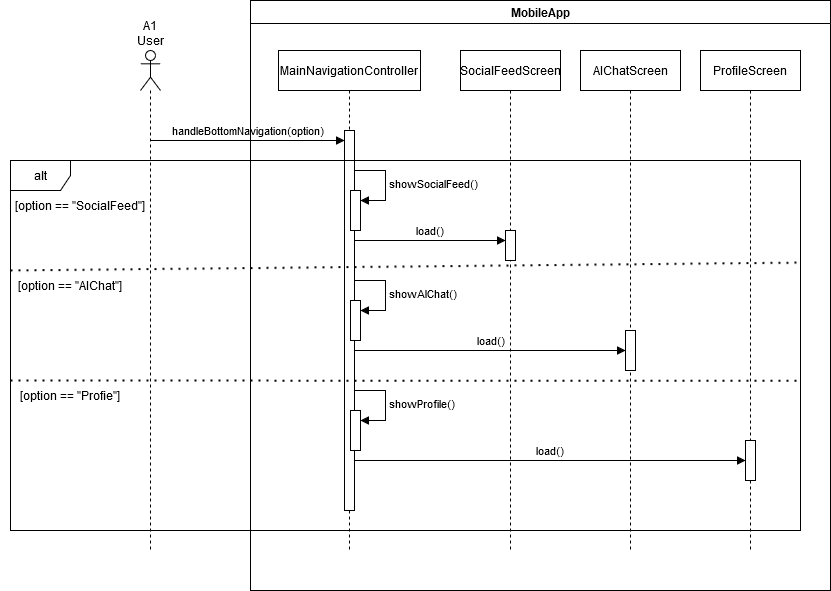 MobileApp
A1
User
MainNavigationController
SocialFeedScreen
AIChatScreen
ProfileScreen
handleBottomNavigation(option)
alt
showSocialFeed()
[option == "SocialFeed"]
load()
[option == "AIChat"]
showAIChat()
load()
[option == "Profie"]
showProfile()
load()